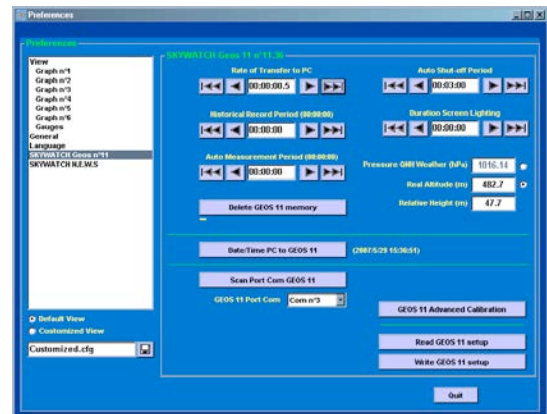 Preferences
Preferences
View
Graph n°1
Graph n°2
Graph n°3
Graph n°4
Graph n°5
Graph n°6
Gauges
General
Language
SKYWATCH Geos n°11
SKYWATCH N.E.W.S
Default View
Customized View
Customized.cfg
SKYWATCH Geos 11 n°11.36
Rate of Transfer to PC
00:00:00.5
Historical Record Period (00:00:00)
00:00:00
Auto Measurement Period (00:00:00)
00:00:00
Delete GEOS 11 memory
Auto Shut-off Period
00:03:00
Duration Screen Lighting
00:00:00
Pressure QNH Weather (hPa) 1016.14
Real Altitude (m) 482.7
Relative Height (m) 47.7
Date/Time PC to GEOS 11 (2007/5/29 15:36:51)
Scan Port Com GEOS 11
GEOS 11 Port Com Com n°3
GEOS 11 Advanced Calibration
Read GEOS 11 setup
Write GEOS 11 setup
Quit